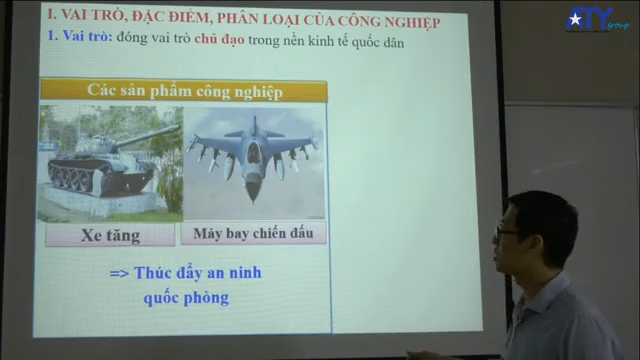 I. VAI TRÒ, ĐẶC ĐIỂM, PHÂN LOẠI CỦA CÔNG NGHIỆP
1. Vai trò: đóng vai trò chủ đạo trong nền kinh tế quốc dân
Các sản phẩm công nghiệp
Xe tăng
Máy bay chiến đấu
=> Thúc đẩy an ninh
quốc phòng
ATY
group